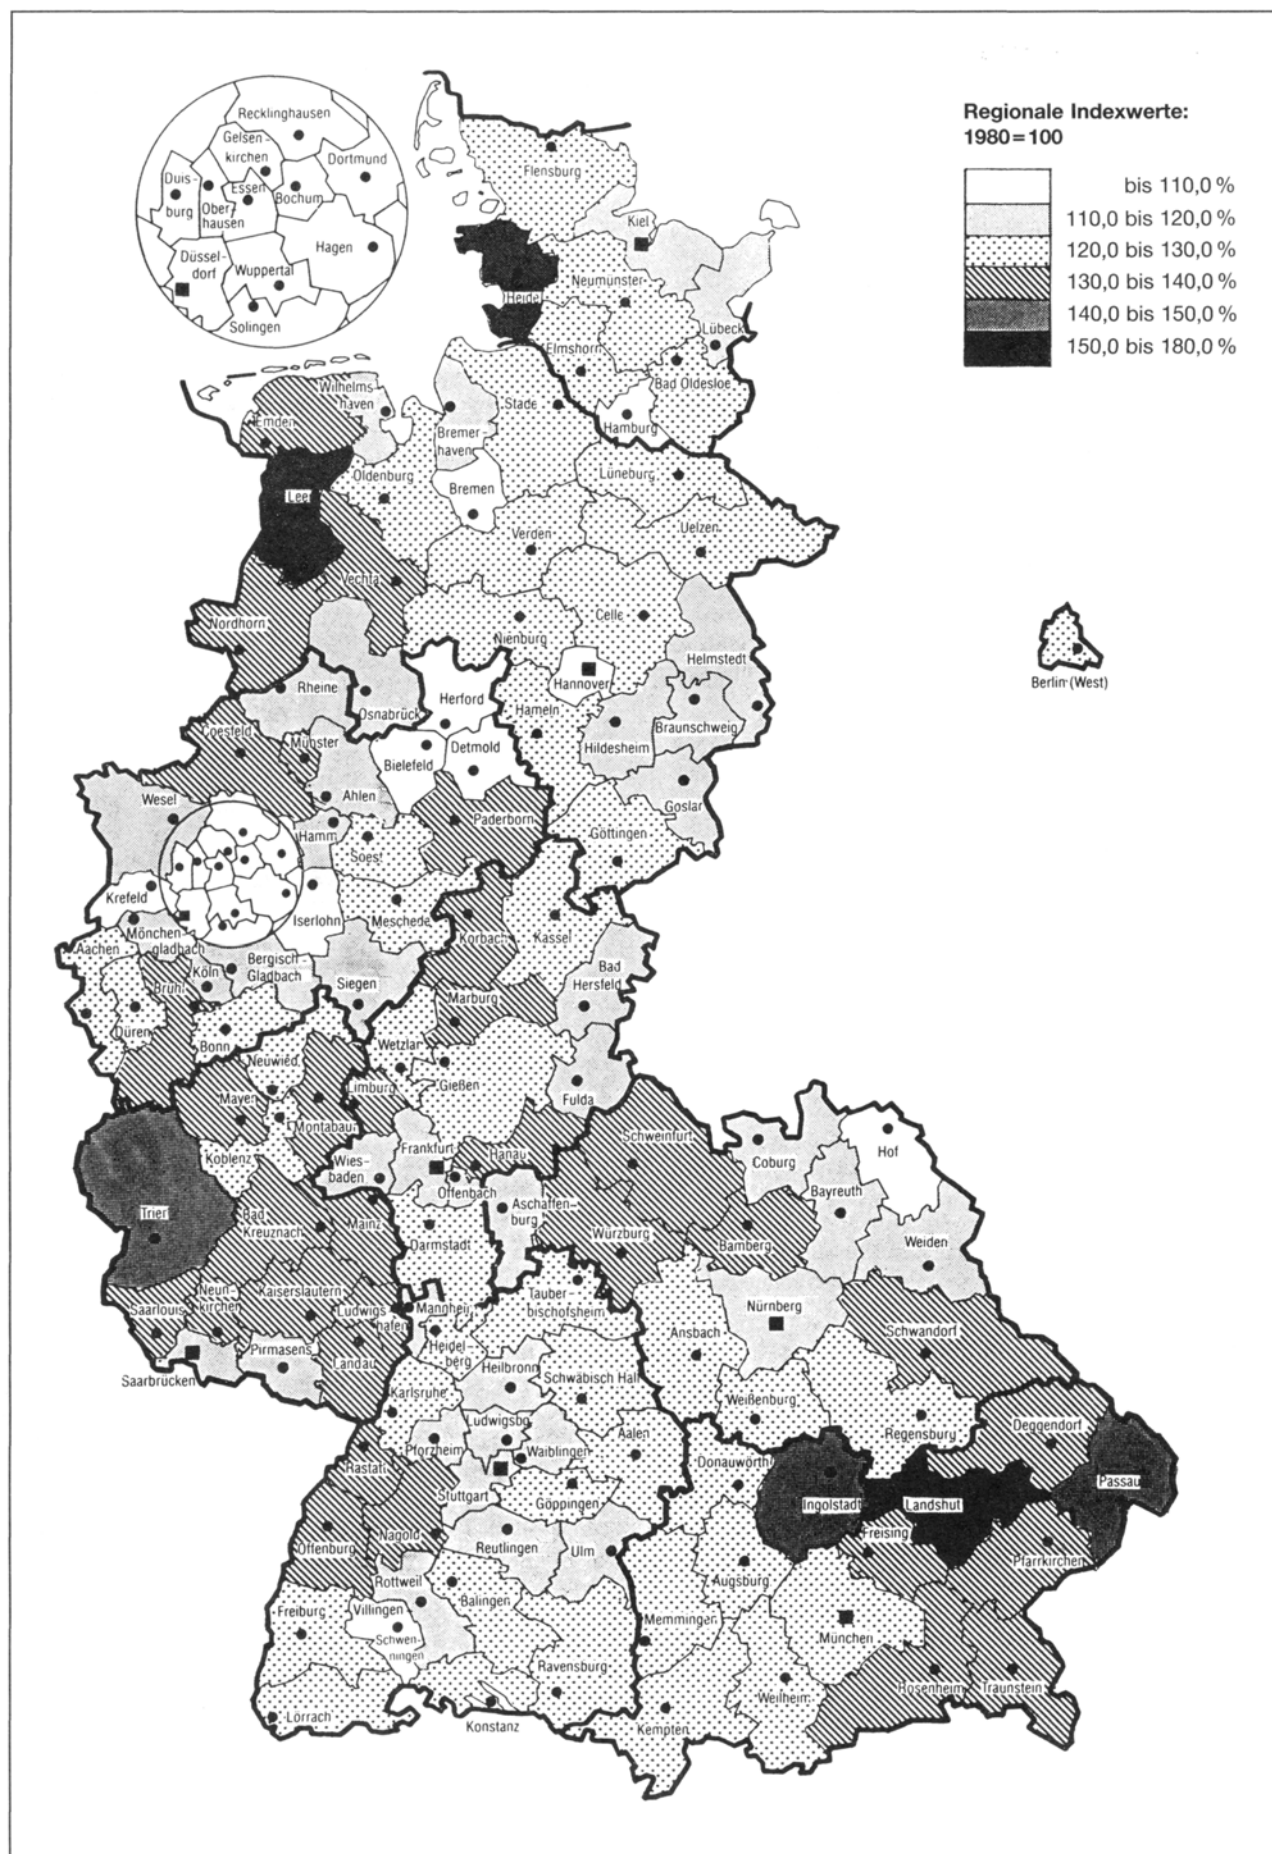 Regionale Indexwerte:
1980=100
bis 110,0 %
110,0 bis 120,0 %
120,0 bis 130,0 %
130,0 bis 140,0 %
140,0 bis 150,0 %
150,0 bis 180,0 %
Recklinghausen
Gelsen-
kirchen
Dortmund
Duis-
burg
Essen
Bochum
Ober-
hausen
Hagen
Düssel-
dorf
Wuppertal
Solingen
Flensburg
Kiel
Neumünster
Heide
Lübeck
Elmshorn
Bad Oldesloe
Hamburg
Wilhelms-
haven
Stade
Emden
Bremer-
haven
Oldenburg
Lüneburg
Leer
Bremen
Uelzen
Verden
Vechta
Celle
Nordhorn
Nienburg
Helmstedt
Berlin (West)
Hannover
Rheine
Osnabrück
Herford
Hameln
Braunschweig
Hildesheim
Coesfeld
Münster
Bielefeld
Detmold
Ahlen
Goslar
Wesel
Paderborn
Hamm
Soest
Göttingen
Krefeld
Iserlohn
Meschede
Mönchen-
gladbach
Aachen
Korbach
Kassel
Köln
Bergisch
Gladbach
Brühl
Siegen
Bad
Hersfeld
Marburg
Düren
Bonn
Wetzlar
Neuwied
Gießen
Limburg
Fulda
Mayen
Montabaur
Koblenz
Wies-
baden
Frankfurt
Hanau
Schweinfurt
Coburg
Hof
Offenbach
Bayreuth
Aschaffen-
burg
Trier
Bad
Kreuznach
Mainz
Würzburg
Bamberg
Darmstadt
Weiden
Saarlouis
Neun-
kirchen
Kaiserslautern
Ludwigs-
hafen
Mannheim
Tauber-
bischofsheim
Nürnberg
Ansbach
Schwandorf
Heidel-
berg
Pirmasens
Landau
Saarbrücken
Heilbronn
Schwäbisch Hall
Karlsruhe
Weißenburg
Regensburg
Deggendorf
Ludwigsbg.
Pforzheim
Waiblingen
Aalen
Rastatt
Donauwörth
Passau
Stuttgart
Göppingen
Ingolstadt
Landshut
Offenburg
Nagold
Reutlingen
Ulm
Freising
Pfarrkirchen
Rottweil
Augsburg
Balingen
Freiburg
Villingen
Schwen-
ningen
Memmingen
München
Ravensburg
Weilheim
Rosenheim
Traunstein
Lörrach
Konstanz
Kempten